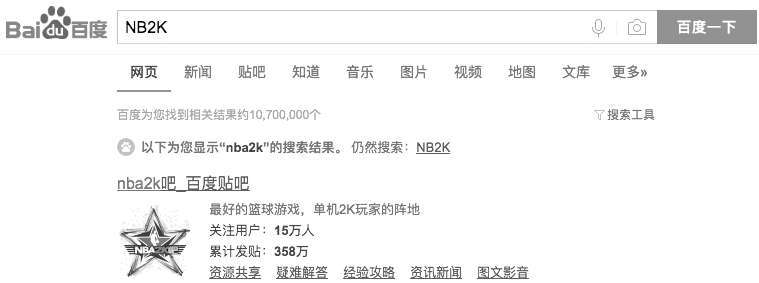 Bai du 百度 NB2K 百度一下
网页 新闻 贴吧 知道 音乐 图片 视频 地图 文库 更多»
百度为您找到相关结果约10,700,000个 搜索工具
以下为您显示“nba2k”的搜索结果。 仍然搜索：NB2K
nba2k吧_百度贴吧
最好的篮球游戏，单机2K玩家的阵地
关注用户：15万人
NBA2K吧
累计发贴：358万
资源共享 疑难解答 经验攻略 资讯新闻 图文影音